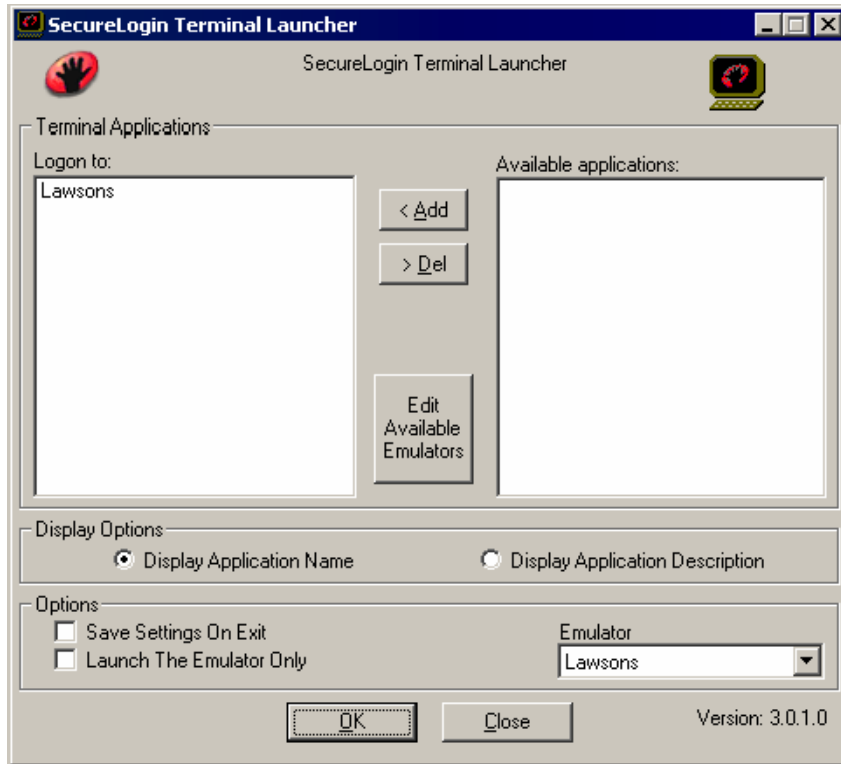 SecureLogin Terminal Launcher
SecureLogin Terminal Launcher
Terminal Applications
Logon to:
Available applications:
Lawsons
< Add
> Del
Edit
Available
Emulators
Display Options
Display Application Name
Display Application Description
Options
Save Settings On Exit
Emulator
Launch The Emulator Only
Lawsons
OK
Close
Version: 3.0.1.0